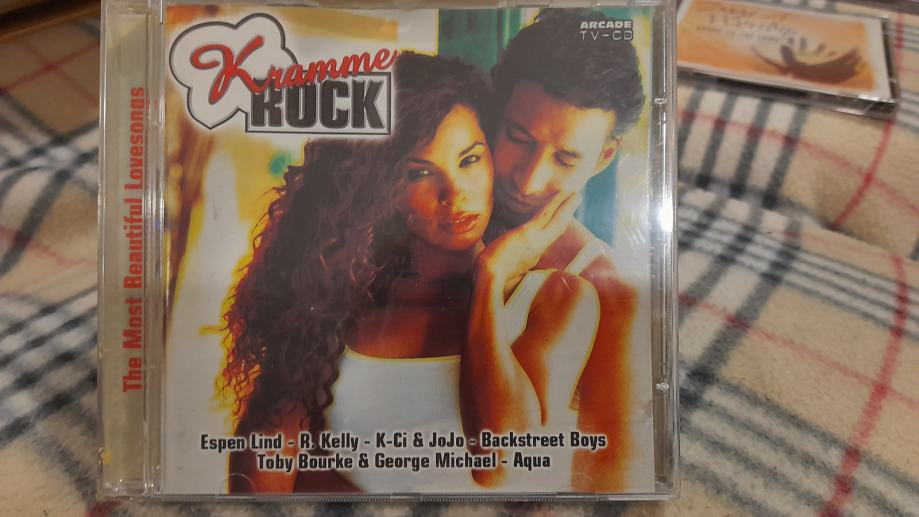 Kramme
ROCK
ARCADE
TV-CD
The Most Beautiful Lovesongs
Espen Lind - R. Kelly - K-Ci & JoJo - Backstreet Boys
Toby Bourke & George Michael - Aqua